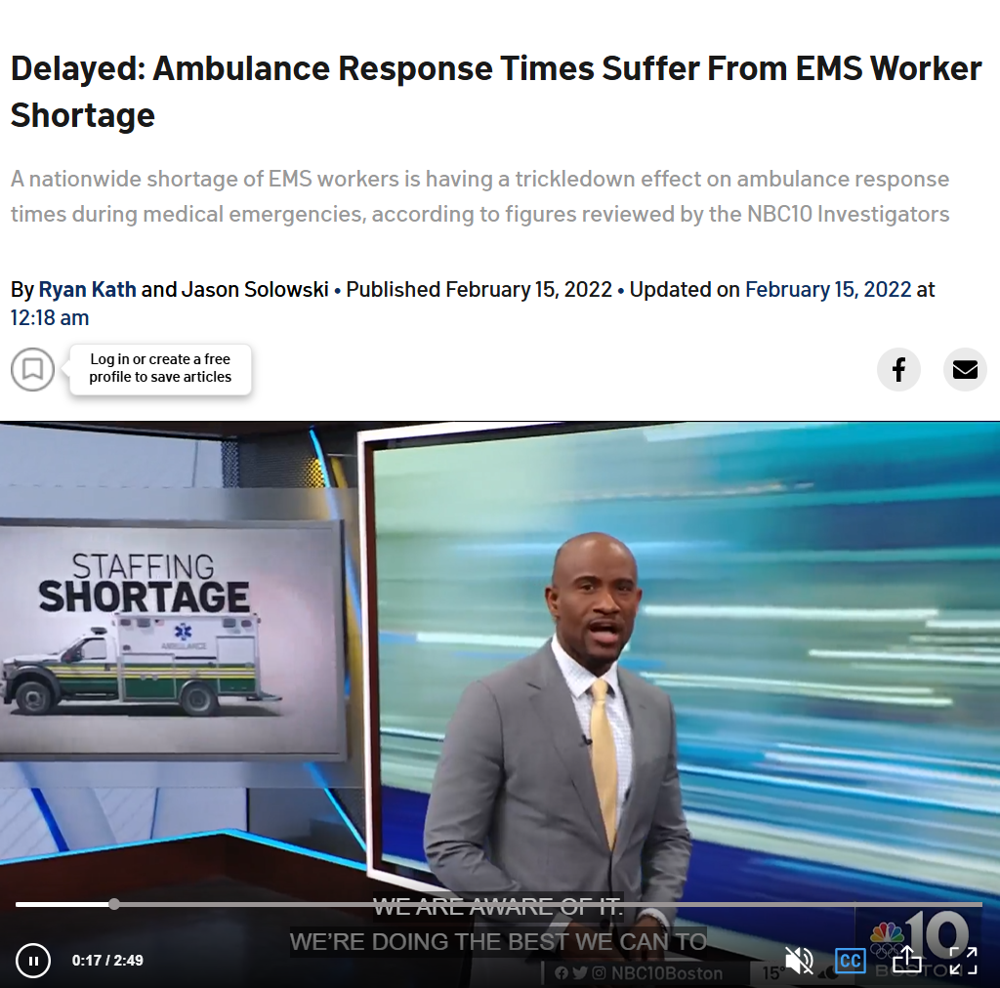 Delayed: Ambulance Response Times Suffer From EMS Worker
Shortage
A nationwide shortage of EMS workers is having a trickledown effect on ambulance response
times during medical emergencies, according to figures reviewed by the NBC10 Investigators
By Ryan Kath and Jason Solowski • Published February 15, 2022 • Updated on February 15, 2022 at
12:18 am
Log in or create a free
profile to save articles
STAFFING
SHORTAGE
AMBULANCE
WE ARE AWARE OF IT.
WE'RE DOING THE BEST WE CAN TO
0:17 / 2:49
CC
10
BOSTON
NBC10Boston
15°